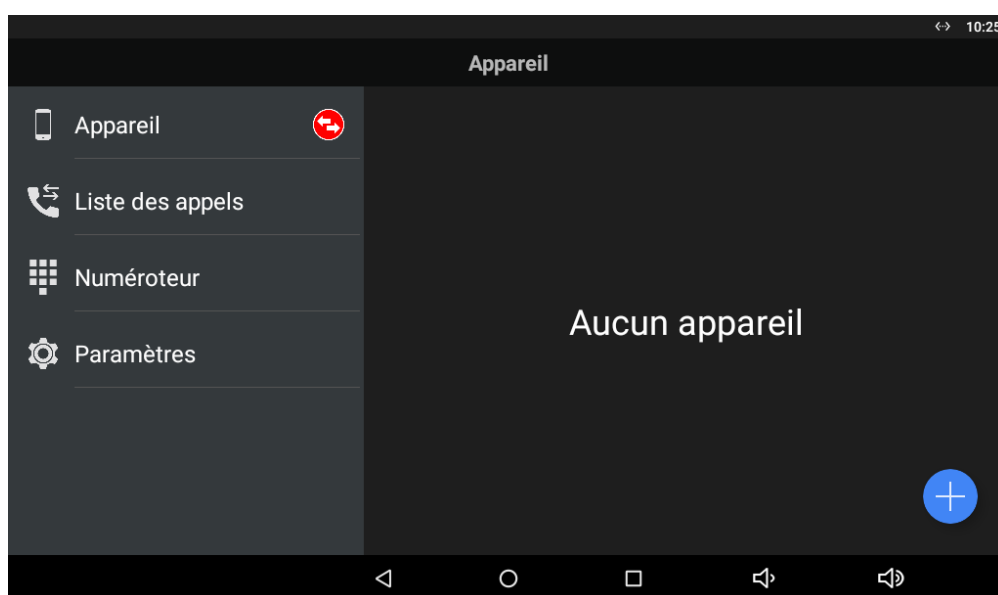 10:25
Appareil
Appareil
Liste des appels
Numéroteur
Paramètres
Aucun appareil